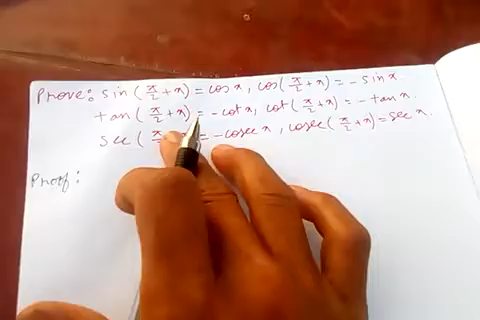 Prove: sin(π/2+x) = cos x, cos(π/2+x) = -sin x.
tan(π/2+x) = -cot x, cot(π/2+x) = -tan x.
sec(π = -cosec x, cosec(π/2+x) = sec x.
Proof: